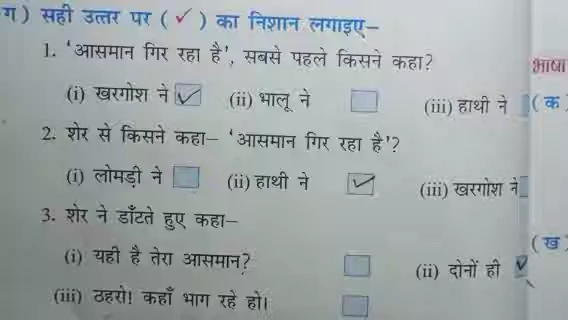 ग) सही उत्तर पर ( ✓ ) का निशान लगाइए–
1. 'आसमान गिर रहा है', सबसे पहले किसने कहा?
(i) खरगोश ने ✓ (ii) भालू ने (iii) हाथी ने
2. शेर से किसने कहा– 'आसमान गिर रहा है'?
(i) लोमड़ी ने (ii) हाथी ने ✓ (iii) खरगोश ने
3. शेर ने डाँटते हुए कहा–
(i) यही है तेरा आसमान? (ii) दोनों ही ✓
(iii) ठहरो! कहाँ भाग रहे हो।
भाषा
(क)
(ख)